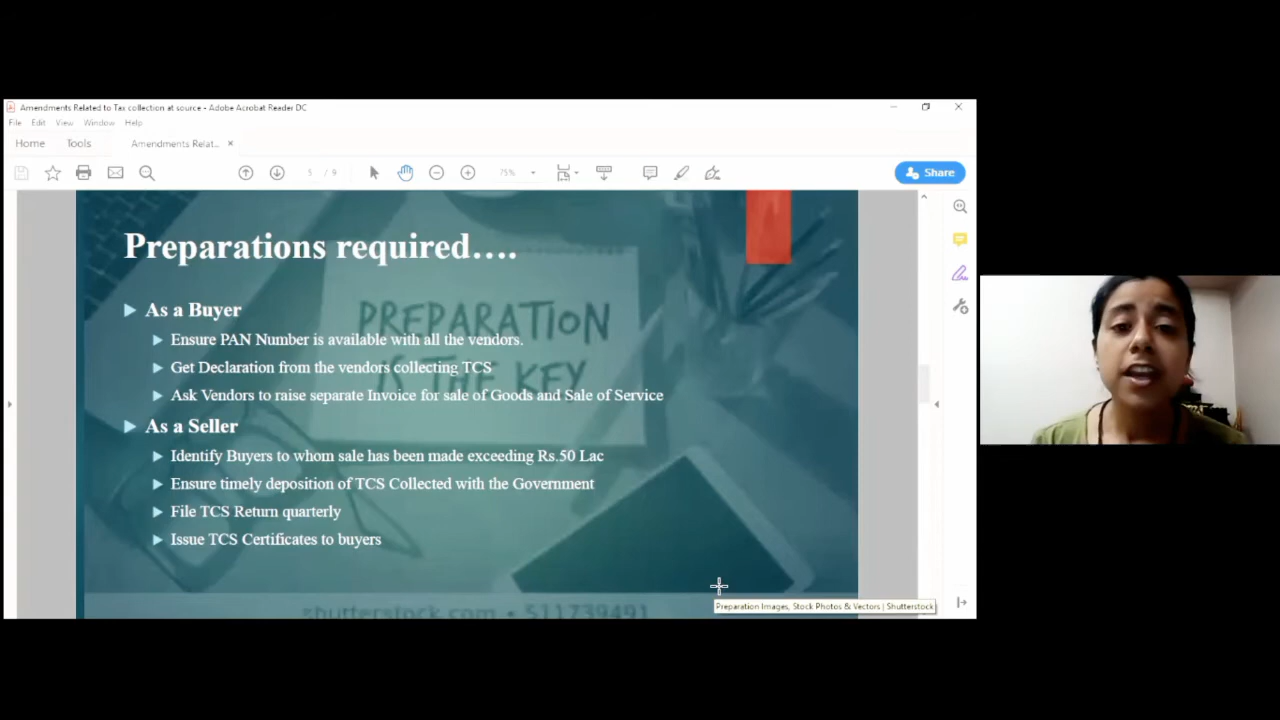 Amendments Related to Tax collection at source - Adobe Acrobat Reader DC
File Edit View Window Help
Home Tools Amendments Relat... ×
5 / 9 75% Share
Preparations required….
PREPARATION
IS THE KEY
As a Buyer
Ensure PAN Number is available with all the vendors.
Get Declaration from the vendors collecting TCS
Ask Vendors to raise separate Invoice for sale of Goods and Sale of Service
As a Seller
Identify Buyers to whom sale has been made exceeding Rs.50 Lac
Ensure timely deposition of TCS Collected with the Government
File TCS Return quarterly
Issue TCS Certificates to buyers
shutterstock.com • 511739491
Preparation Images, Stock Photos & Vectors | Shutterstock